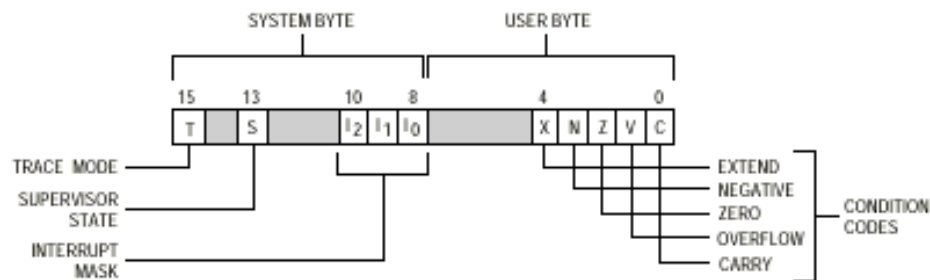 SYSTEM BYTE USER BYTE
15 13 10 8 4 0
T S I2 I1 I0 X N Z V C
TRACE MODE
SUPERVISOR
STATE
INTERRUPT
MASK
EXTEND
NEGATIVE
ZERO
OVERFLOW
CARRY
CONDITION
CODES